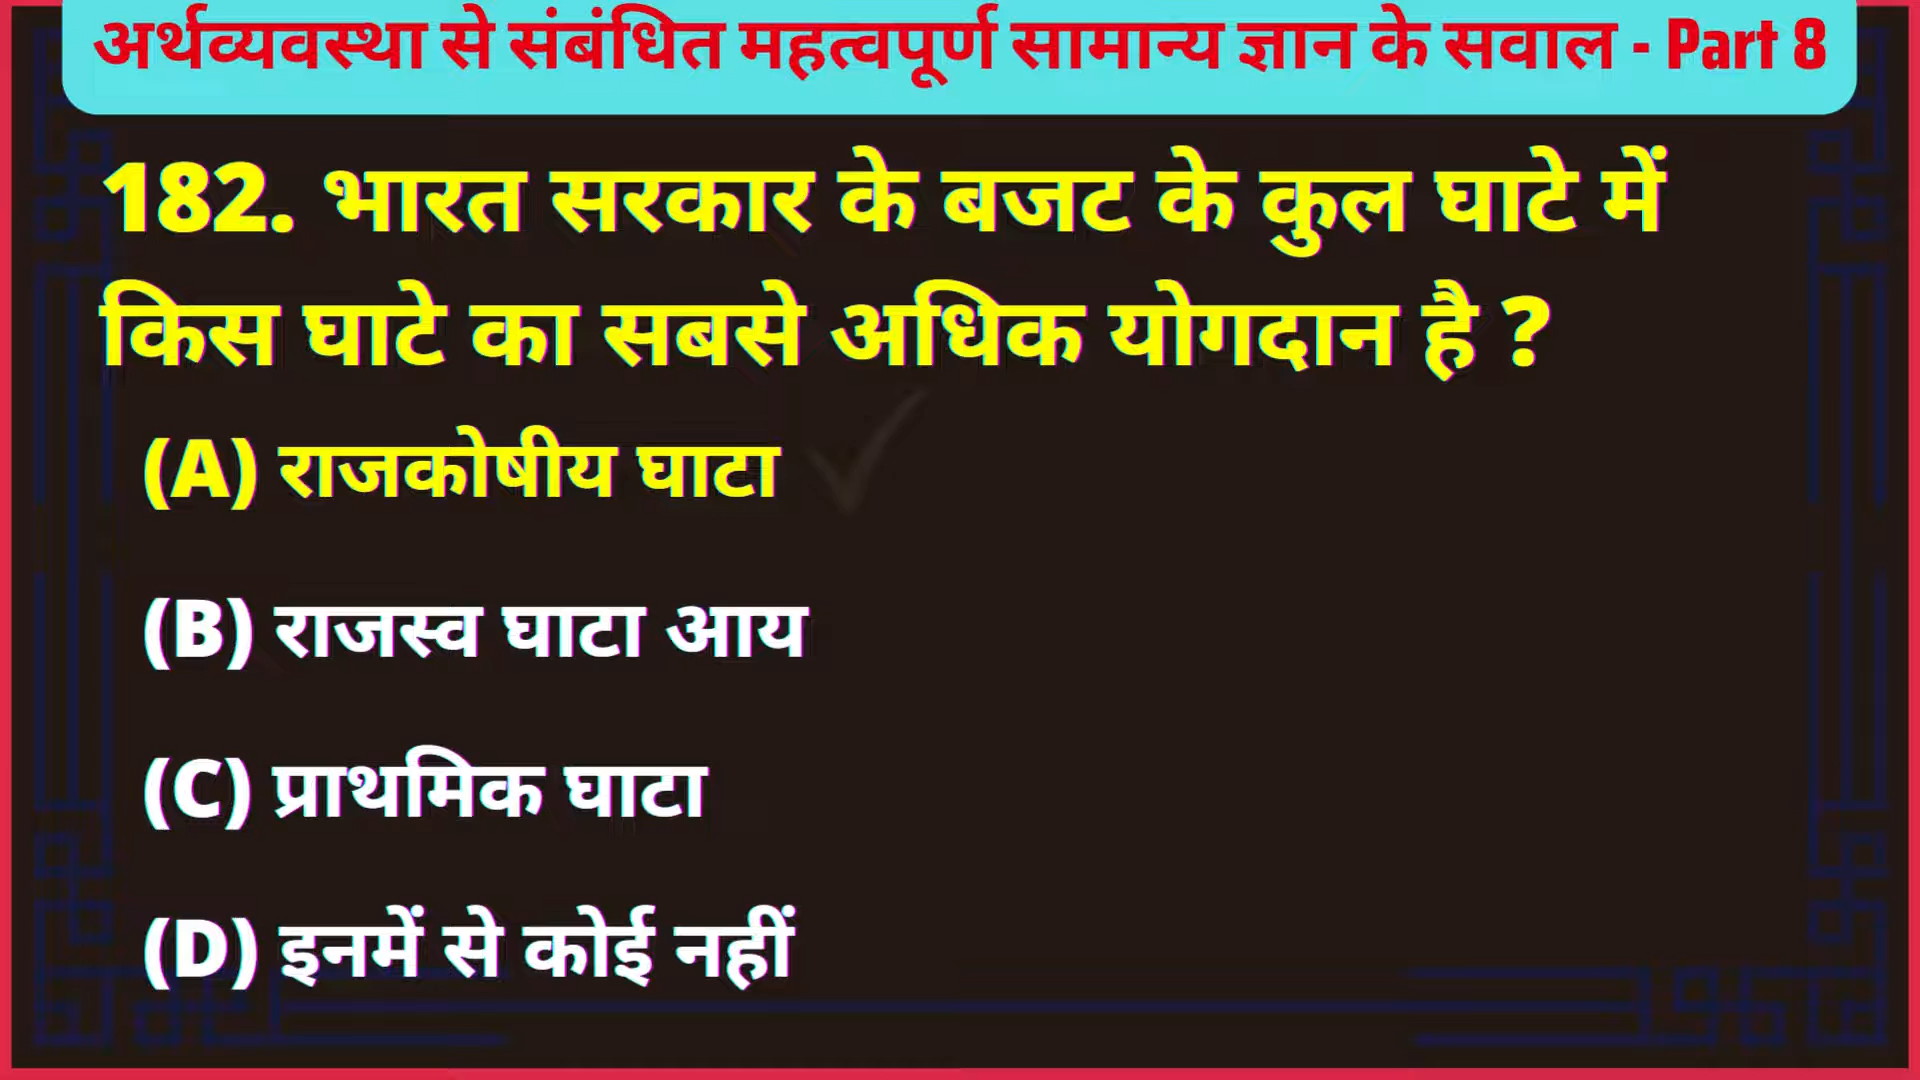 अर्थव्यवस्था से संबंधित महत्वपूर्ण सामान्य ज्ञान के सवाल - Part 8
182. भारत सरकार के बजट के कुल घाटे में
किस घाटे का सबसे अधिक योगदान है ?
(A) राजकोषीय घाटा
(B) राजस्व घाटा आय
(C) प्राथमिक घाटा
(D) इनमें से कोई नहीं